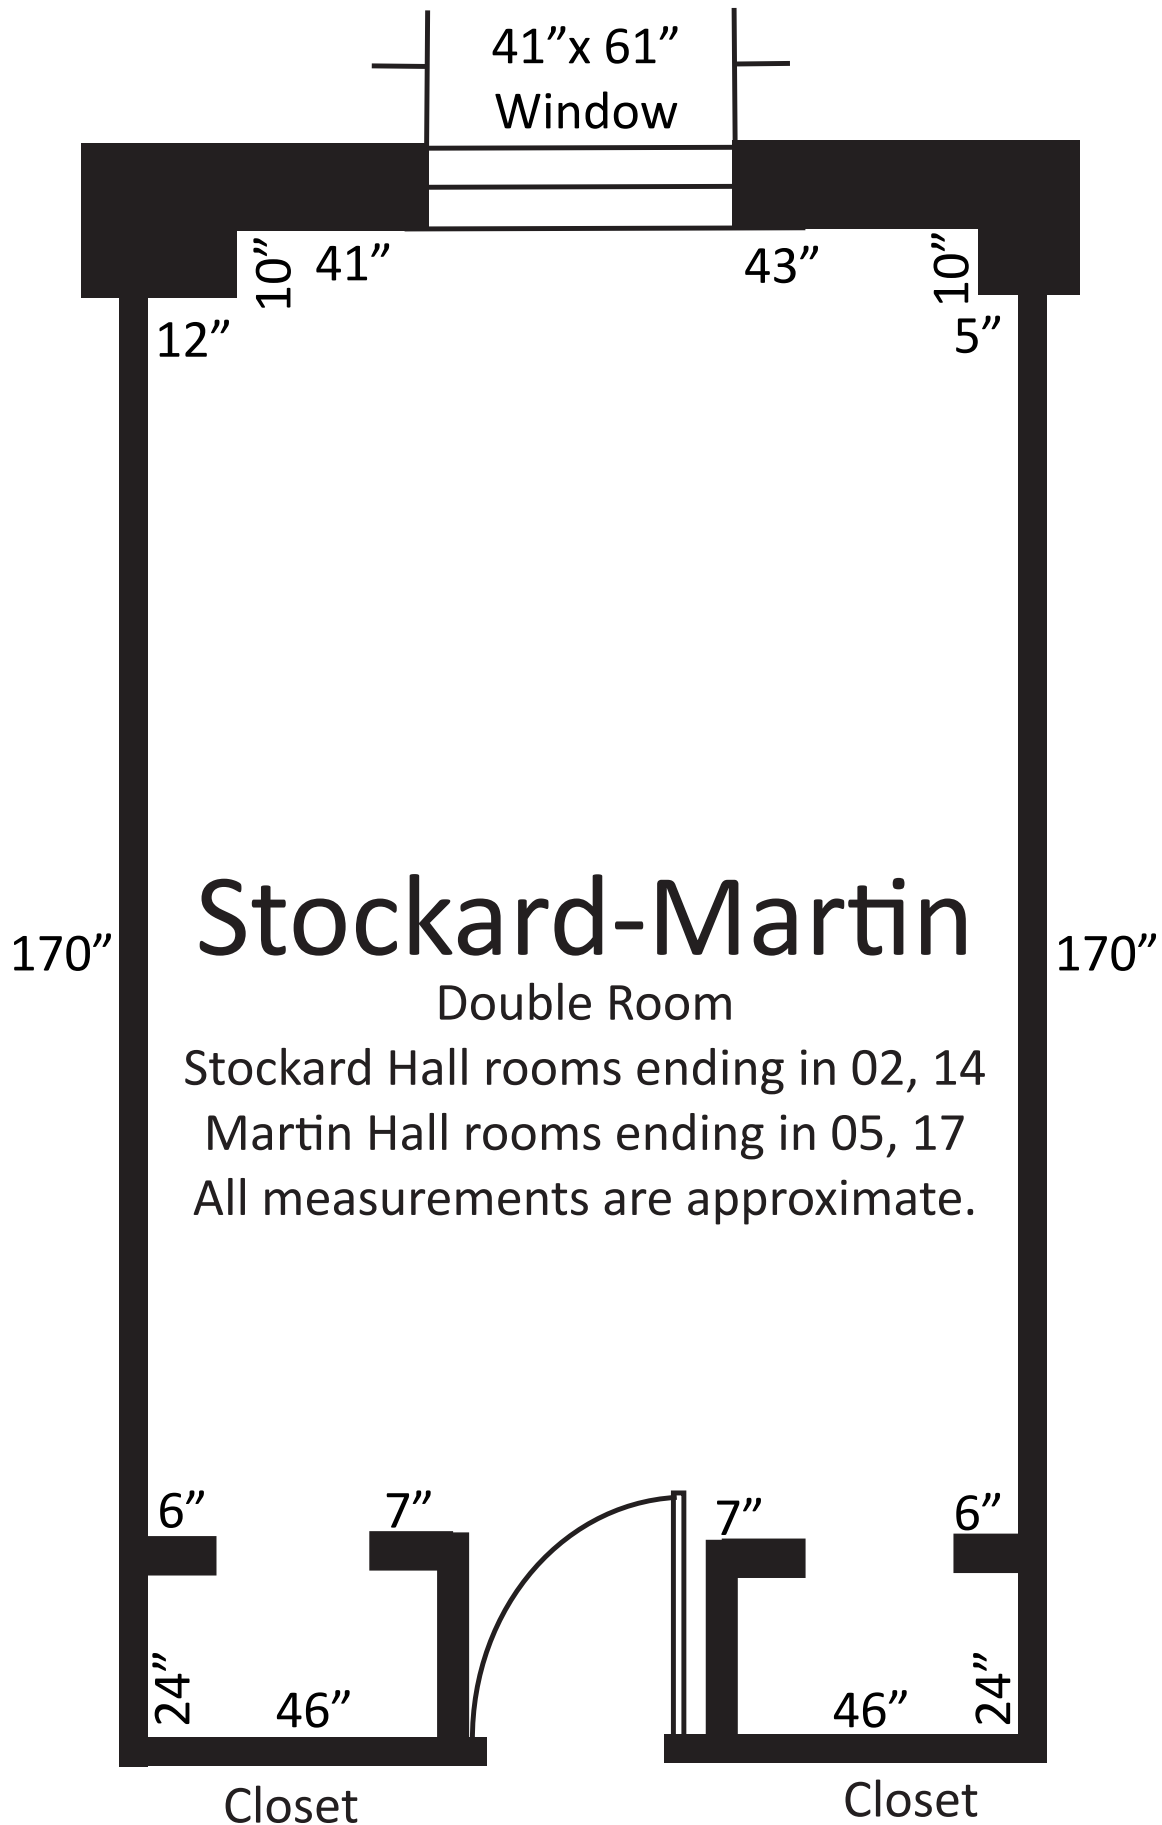 41”x 61”
Window
10”
41”
43”
10”
12”
5”
170”
Stockard-Martin
170”
Double Room
Stockard Hall rooms ending in 02, 14
Martin Hall rooms ending in 05, 17
All measurements are approximate.
6”
7”
7”
6”
24”
46”
46”
24”
Closet
Closet